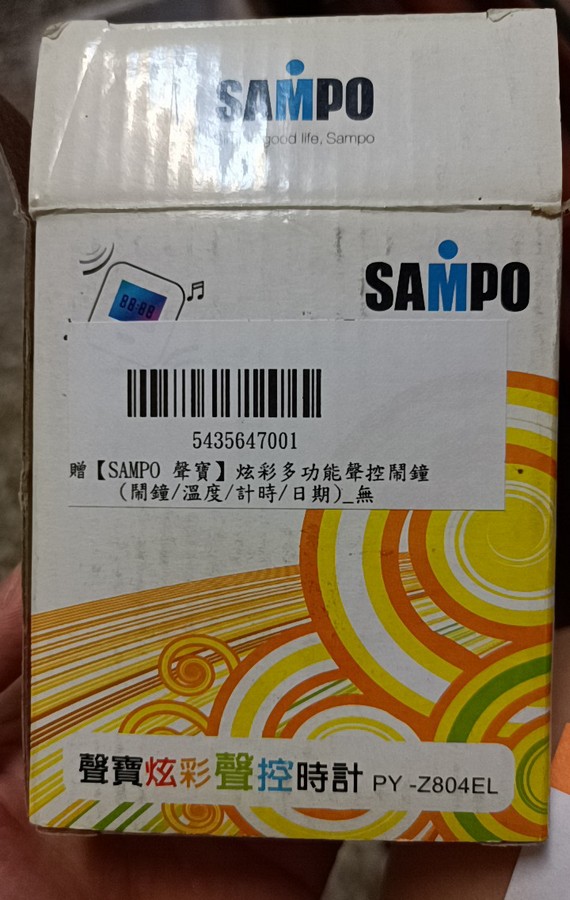 SAMPO
good life, Sampo
SAMPO
88:88
5435647001
贈【SAMPO 聲寶】炫彩多功能聲控鬧鐘
(鬧鐘/溫度/計時/日期)_無
聲寶炫彩聲控時計 PY -Z804EL